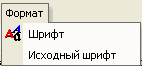 Формат
Шрифт
Исходный шрифт